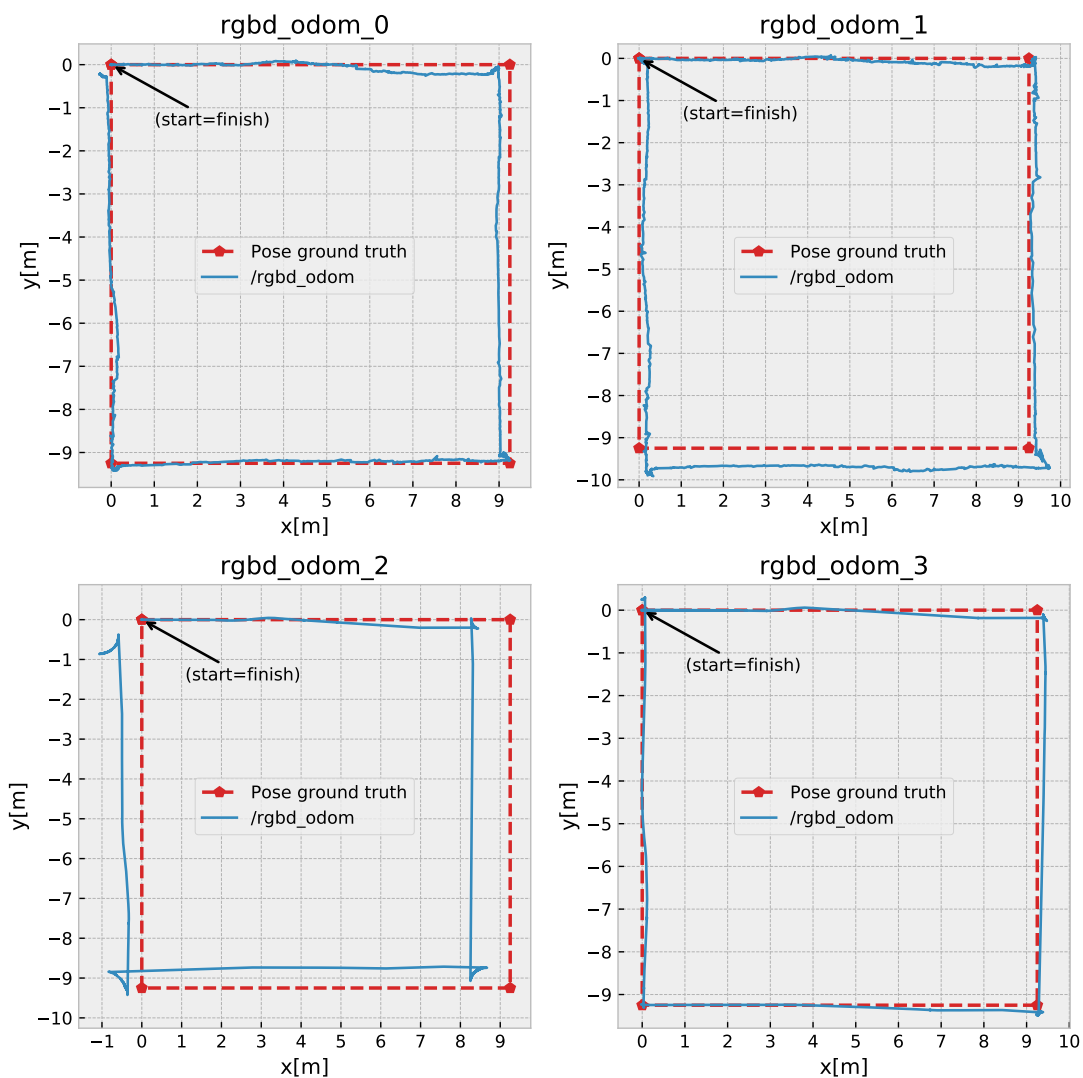 rgbd_odom_0
0
−1
−2
−3
−4
−5
−6
−7
−8
−9
y[m]
(start=finish)
Pose ground truth
/rgbd_odom
0 1 2 3 4 5 6 7 8 9
x[m]
rgbd_odom_1
0
−1
−2
−3
−4
−5
−6
−7
−8
−9
−10
y[m]
(start=finish)
Pose ground truth
/rgbd_odom
0 1 2 3 4 5 6 7 8 9 10
x[m]
rgbd_odom_2
0
−1
−2
−3
−4
−5
−6
−7
−8
−9
−10
y[m]
(start=finish)
Pose ground truth
/rgbd_odom
−1 0 1 2 3 4 5 6 7 8 9
x[m]
rgbd_odom_3
0
−1
−2
−3
−4
−5
−6
−7
−8
−9
y[m]
(start=finish)
Pose ground truth
/rgbd_odom
0 1 2 3 4 5 6 7 8 9 10
x[m]